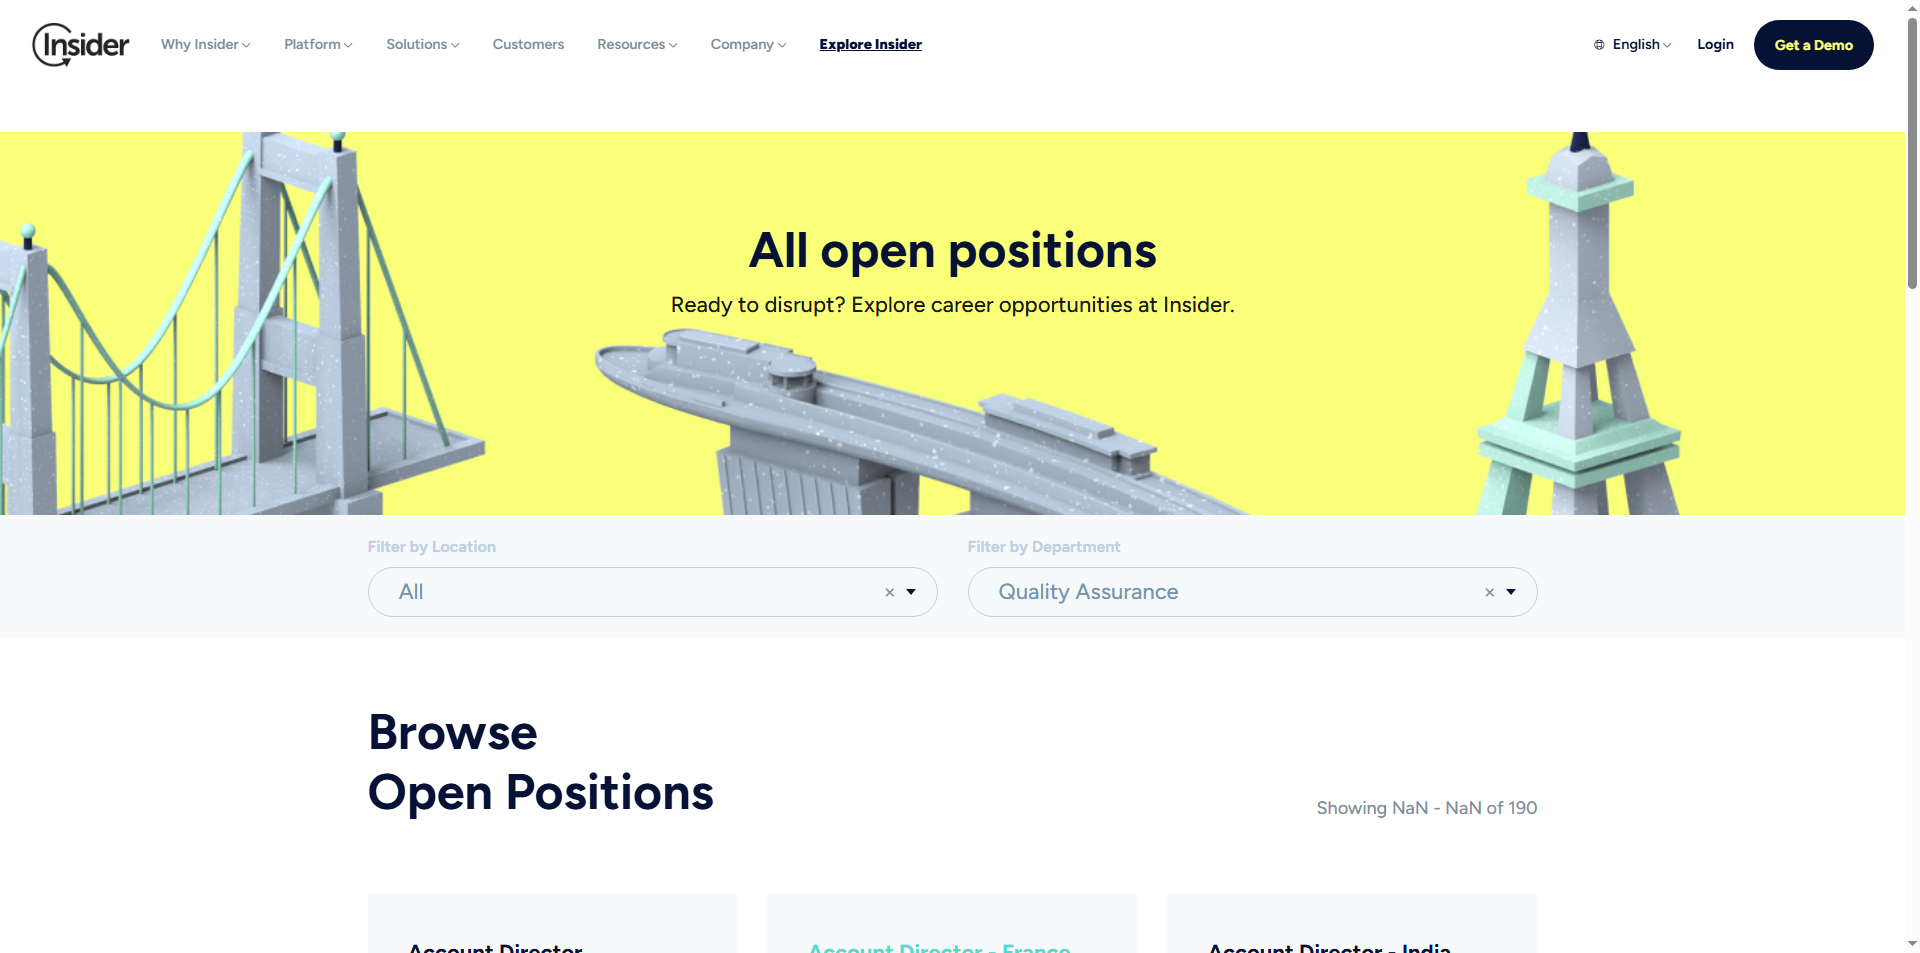 Insider
Why Insider
Platform
Solutions
Customers
Resources
Company
Explore Insider
English
Login
Get a Demo
All open positions
Ready to disrupt? Explore career opportunities at Insider.
Filter by Location
Filter by Department
All ×
Quality Assurance ×
Browse
Open Positions
Showing NaN - NaN of 190
Account Director
Account Director - France
Account Director - India